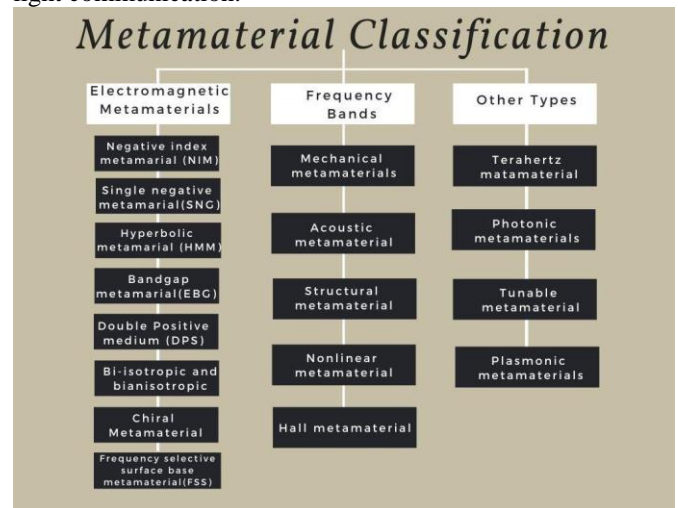 light communication.
Metamaterial Classification
Electromagnetic
Metamaterials
Negative index
metamarial (NIM)
Single negative
metamarial(SNG)
Hyperbolic
metamarial (HMM)
Bandgap
metamarial(EBG)
Double Positive
medium (DPS)
Bi-isotropic and
bianisotropic
Chiral
Metamaterial
Frequency selective
surface base
metamaterial(FSS)
Frequency
Bands
Mechanical
metamaterials
Acoustic
metamaterial
Structural
metamaterial
Nonlinear
metamaterial
Hall metamaterial
Other Types
Terahertz
matamaterial
Photonic
metamaterials
Tunable
metamaterial
Plasmonic
metamaterials